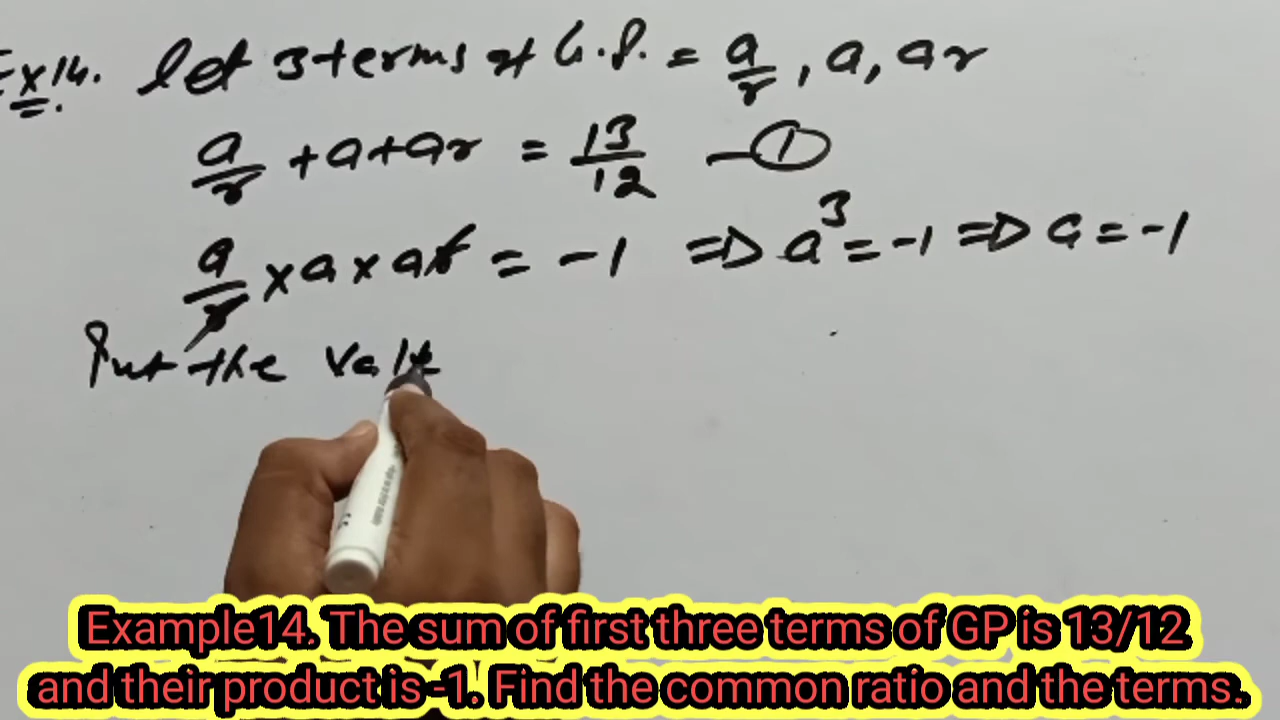 Ex14. let 3 terms of G.P. = a/r, a, ar
a/r + a + ar = 13/12 —①
a/r × a × ar = -1 ⇒ a³ = -1 ⇒ a = -1
Put the val
Example14. The sum of first three terms of GP is 13/12
and their product is -1. Find the common ratio and the terms.